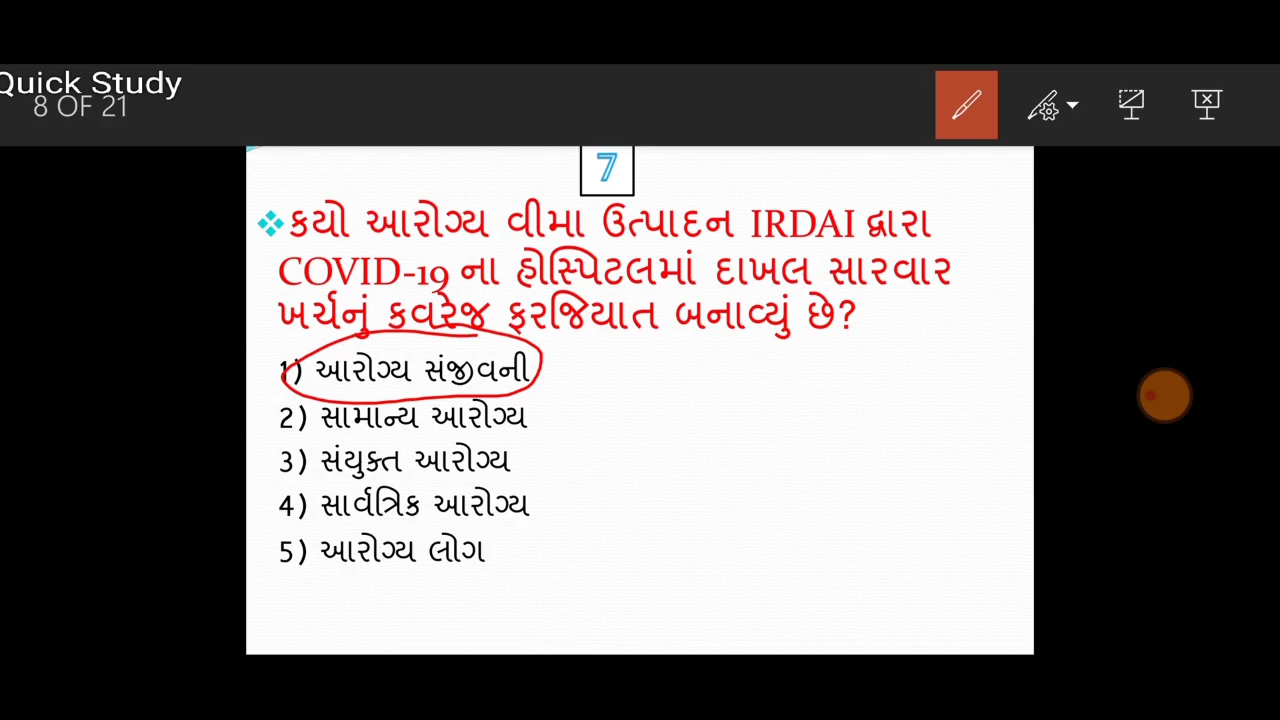 Quick Study
8 OF 21
7
કયો આરોગ્ય વીમા ઉત્પાદન IRDAI દ્વારા
COVID-19 ના હોસ્પિટલમાં દાખલ સારવાર
ખર્ચનું કવરેજ ફરજિયાત બનાવ્યું છે?
1) આરોગ્ય સંજીવની
2) સામાન્ય આરોગ્ય
3) સંયુક્ત આરોગ્ય
4) સાર્વત્રિક આરોગ્ય
5) આરોગ્ય લોગ